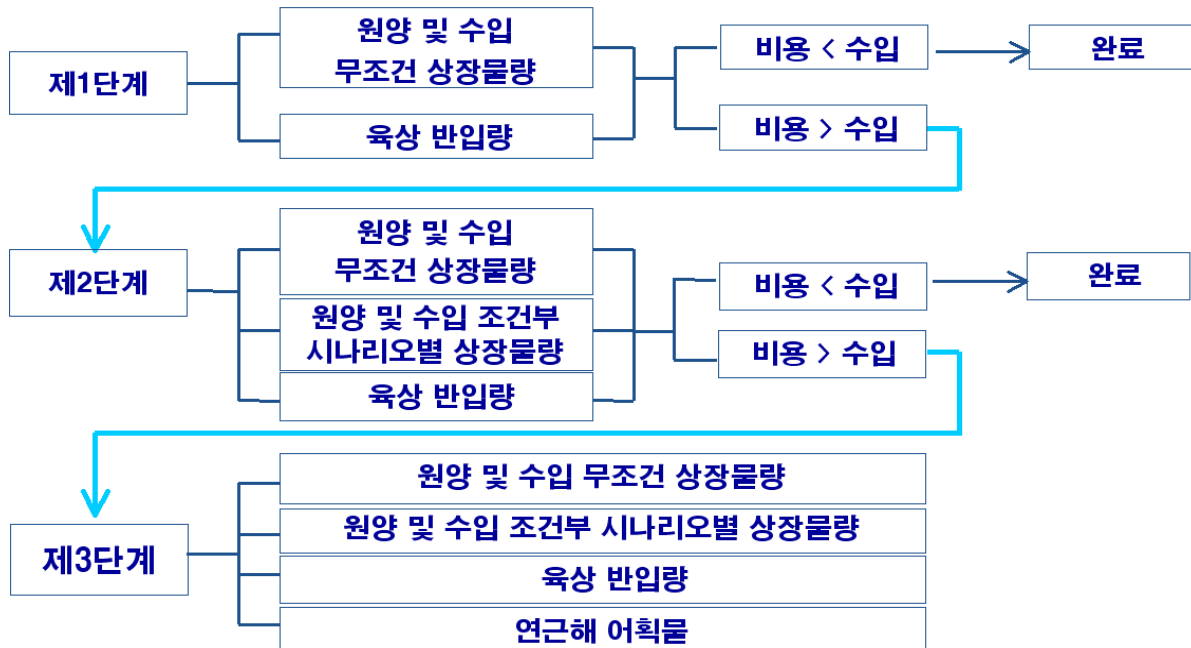 원양 및 수입
무조건 상장물량
제1단계
육상 반입량
비용 < 수입
완료
비용 > 수입
원양 및 수입
무조건 상장물량
제2단계
원양 및 수입 조건부
시나리오별 상장물량
육상 반입량
비용 < 수입
완료
비용 > 수입
제3단계
원양 및 수입 무조건 상장물량
원양 및 수입 조건부 시나리오별 상장물량
육상 반입량
연근해 어획물